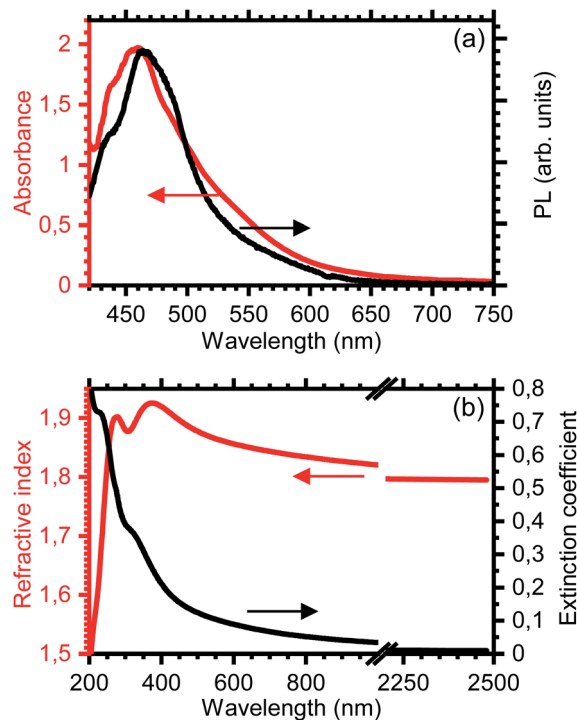 (a)
2
1,5
1
0,5
0
Absorbance
PL (arb. units)
450 500 550 600 650 700 750
Wavelength (nm)
(b)
1,9
1,8
1,7
1,6
1,5
Refractive index
0,8
0,7
0,6
0,5
0,4
0,3
0,2
0,1
0
Extinction coefficient
200 400 600 800 2250 2500
Wavelength (nm)